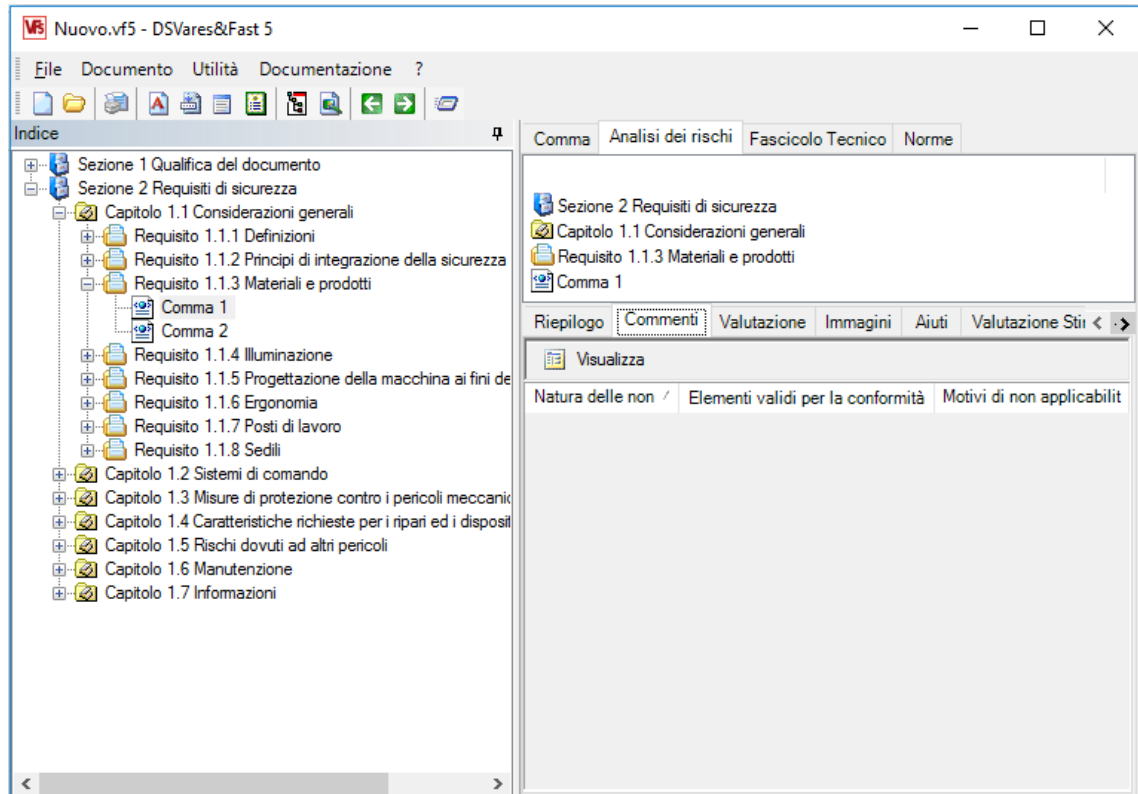 Nuovo.vf5 - DSVares&Fast 5
File Documento Utilità Documentazione ?
Indice
Sezione 1 Qualifica del documento
Sezione 2 Requisiti di sicurezza
Capitolo 1.1 Considerazioni generali
Requisito 1.1.1 Definizioni
Requisito 1.1.2 Principi di integrazione della sicurezza
Requisito 1.1.3 Materiali e prodotti
Comma 1
Comma 2
Requisito 1.1.4 Illuminazione
Requisito 1.1.5 Progettazione della macchina ai fini de
Requisito 1.1.6 Ergonomia
Requisito 1.1.7 Posti di lavoro
Requisito 1.1.8 Sedili
Capitolo 1.2 Sistemi di comando
Capitolo 1.3 Misure di protezione contro i pericoli meccanic
Capitolo 1.4 Caratteristiche richieste per i ripari ed i disposit
Capitolo 1.5 Rischi dovuti ad altri pericoli
Capitolo 1.6 Manutenzione
Capitolo 1.7 Informazioni
Comma Analisi dei rischi Fascicolo Tecnico Norme
Sezione 2 Requisiti di sicurezza
Capitolo 1.1 Considerazioni generali
Requisito 1.1.3 Materiali e prodotti
Comma 1
Riepilogo Commenti Valutazione Immagini Aiuti Valutazione Stir
Visualizza
Natura delle non Elementi validi per la conformità Motivi di non applicabilit